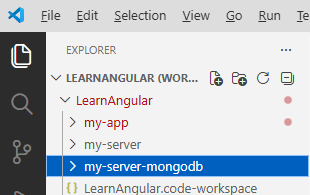 File Edit Selection View Go Run Ter
EXPLORER
LEARNANGULAR (WOR...
LearnAngular
my-app
my-server
my-server-mongodb
{} LearnAngular.code-workspace